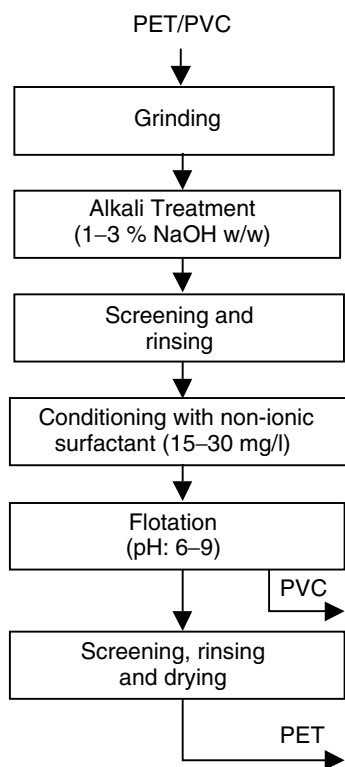 PET/PVC
Grinding
Alkali Treatment
(1–3 % NaOH w/w)
Screening and
rinsing
Conditioning with non-ionic
surfactant (15–30 mg/l)
Flotation
(pH: 6–9)
PVC
Screening, rinsing
and drying
PET